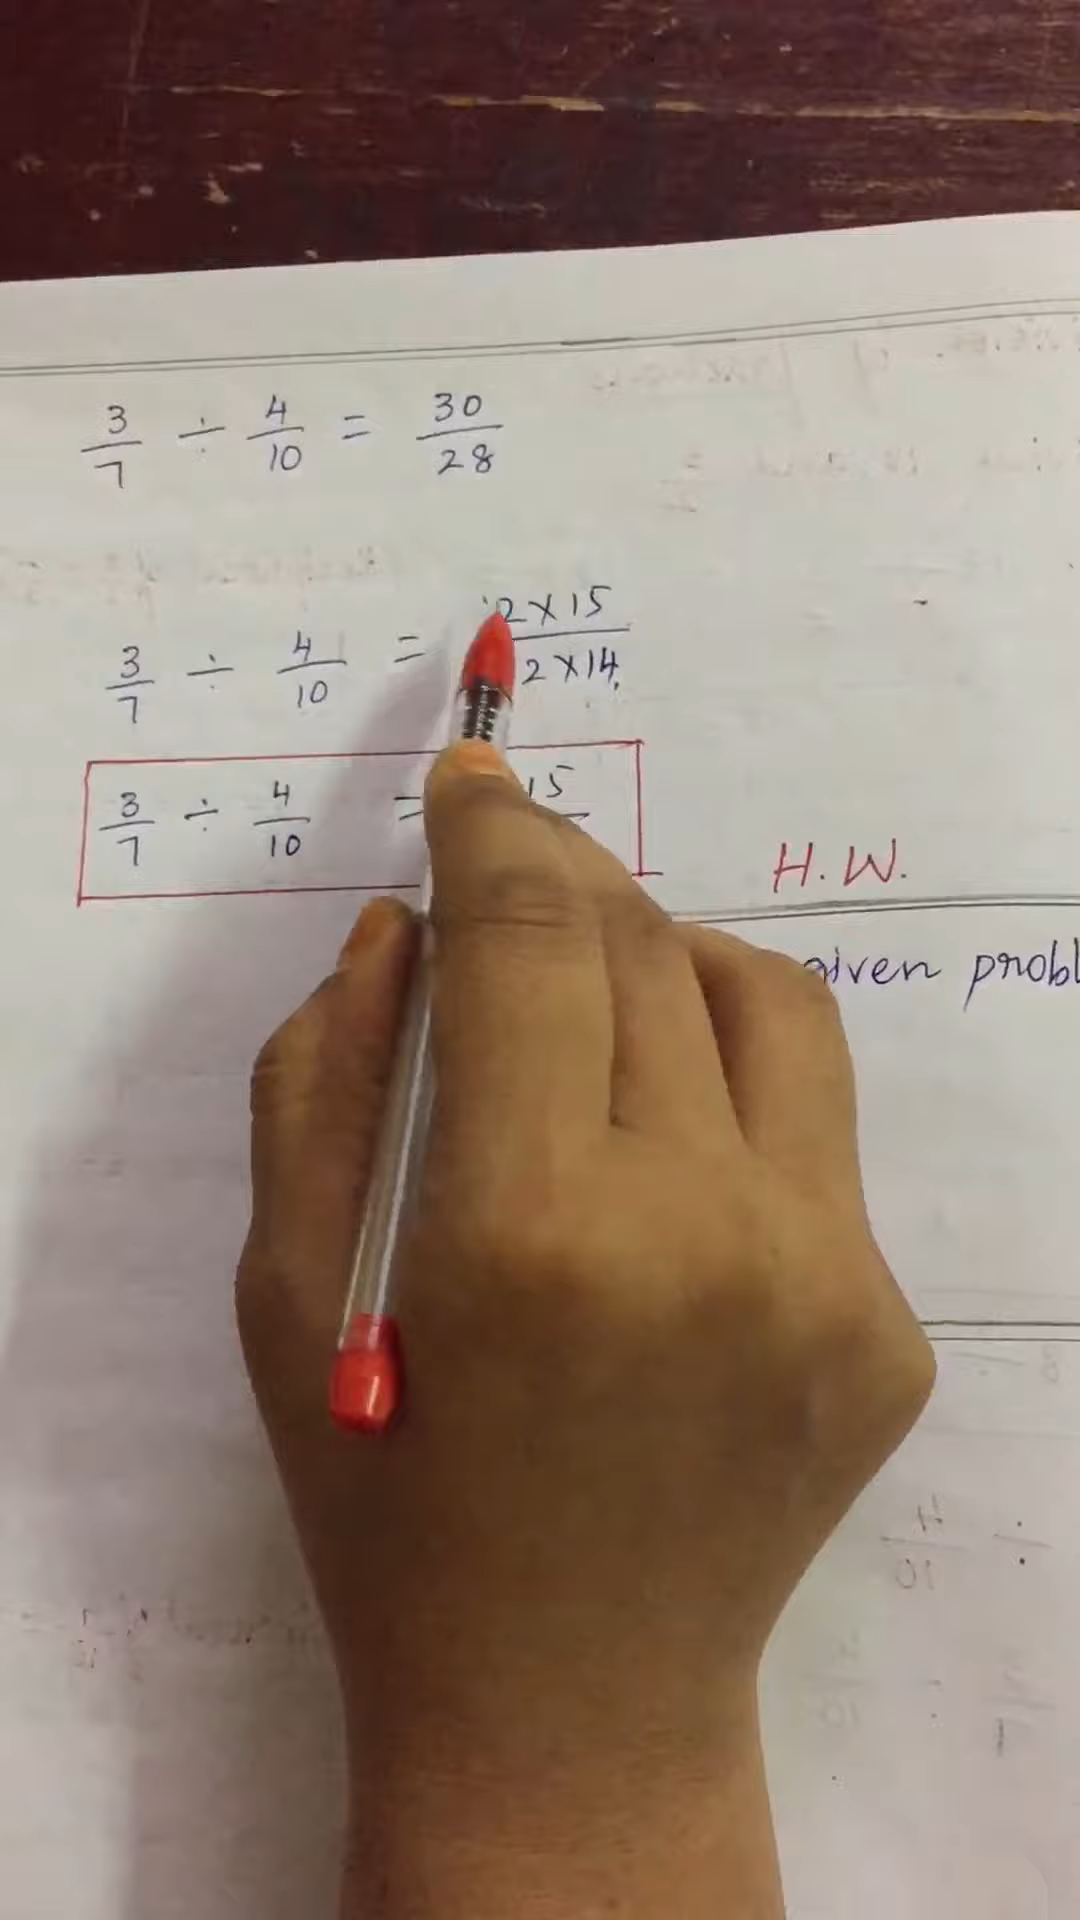 3/7 ÷ 4/10 = 30/28
3/7 ÷ 4/10 = 2×15/2×14
3/7 ÷ 4/10 = 15
H.W.
given